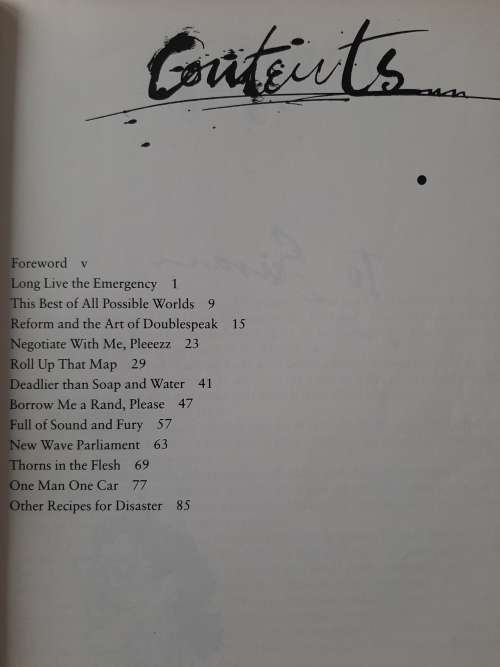 Contents
Foreword v
Long Live the Emergency 1
This Best of All Possible Worlds 9
Reform and the Art of Doublespeak 15
Negotiate With Me, Pleeezz 23
Roll Up That Map 29
Deadlier than Soap and Water 41
Borrow Me a Rand, Please 47
Full of Sound and Fury 57
New Wave Parliament 63
Thorns in the Flesh 69
One Man One Car 77
Other Recipes for Disaster 85